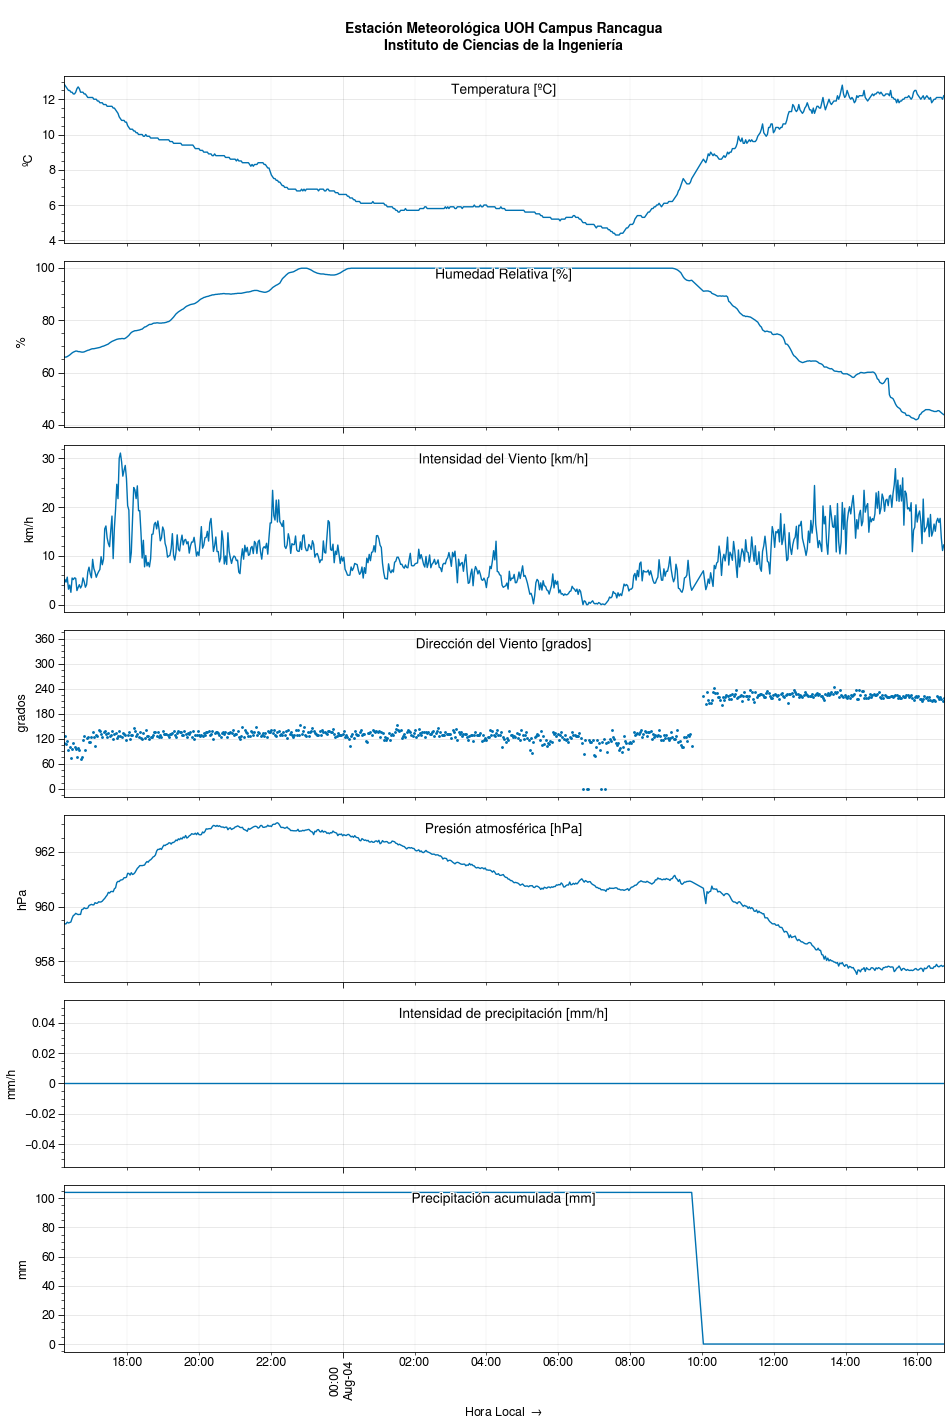 Estación Meteorológica UOH Campus Rancagua
Instituto de Ciencias de la Ingeniería
Temperatura [ºC]
ºC
12
10
8
6
4
Humedad Relativa [%]
%
100
80
60
40
Intensidad del Viento [km/h]
km/h
30
20
10
0
Dirección del Viento [grados]
grados
360
300
240
180
120
60
0
Presión atmosférica [hPa]
hPa
962
960
958
Intensidad de precipitación [mm/h]
mm/h
0.04
0.02
0
−0.02
−0.04
Precipitación acumulada [mm]
mm
100
80
60
40
20
0
18:00 20:00 22:00 00:00 02:00 04:00 06:00 08:00 10:00 12:00 14:00 16:00
Aug-04
Hora Local →